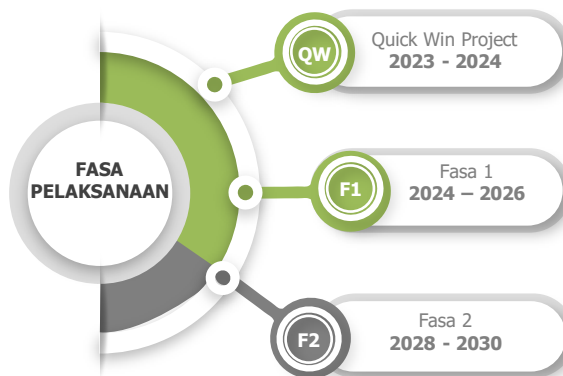 QW
Quick Win Project
2023 - 2024
FASA
PELAKSANAAN
F1
Fasa 1
2024 – 2026
F2
Fasa 2
2028 - 2030